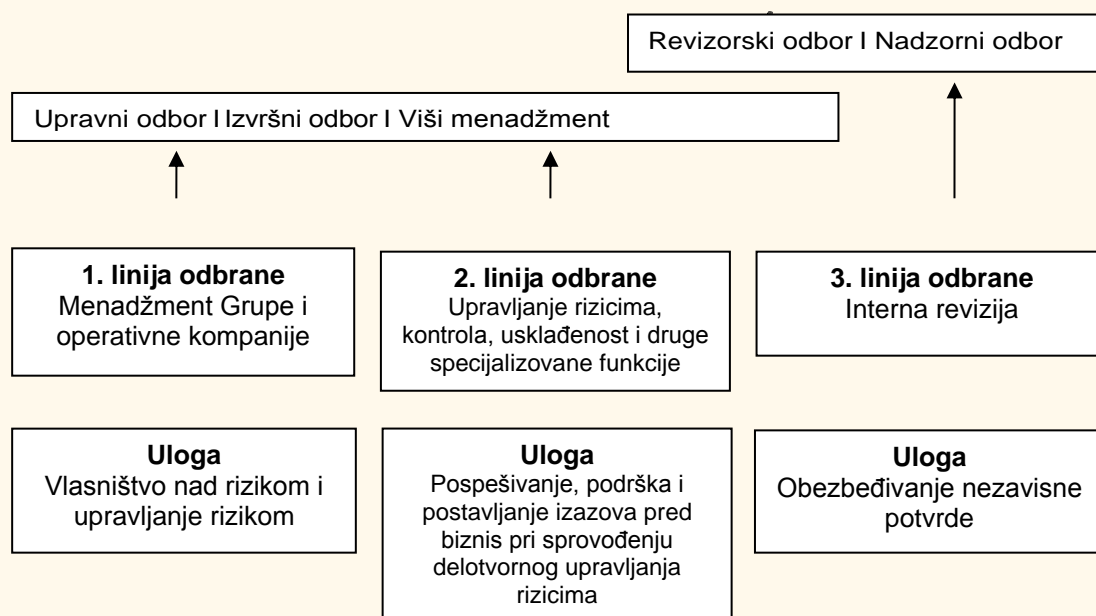 Revizorski odbor I Nadzorni odbor
Upravni odbor I Izvršni odbor I Viši menadžment
1. linija odbrane
Menadžment Grupe i
operativne kompanije
2. linija odbrane
Upravljanje rizicima,
kontrola, usklađenost i druge
specijalizovane funkcije
3. linija odbrane
Interna revizija
Uloga
Vlasništvo nad rizikom i
upravljanje rizikom
Uloga
Pospešivanje, podrška i
postavljanje izazova pred
biznis pri sprovođenju
delotvornog upravljanja
rizicima
Uloga
Obezbeđivanje nezavisne
potvrde